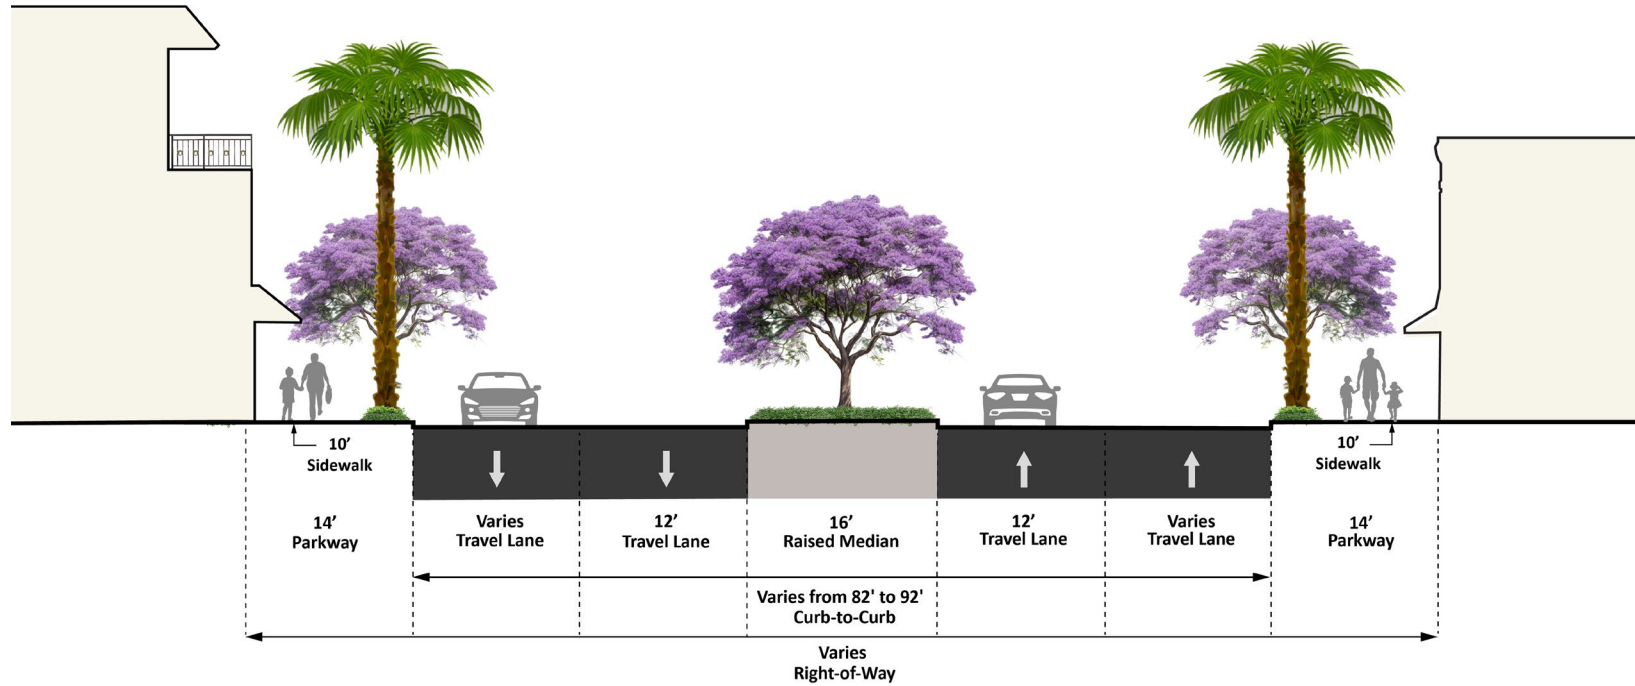 10’
Sidewalk
10’
Sidewalk
14’
Parkway
Varies
Travel Lane
12’
Travel Lane
16’
Raised Median
12’
Travel Lane
Varies
Travel Lane
14’
Parkway
Varies from 82' to 92'
Curb-to-Curb
Varies
Right-of-Way